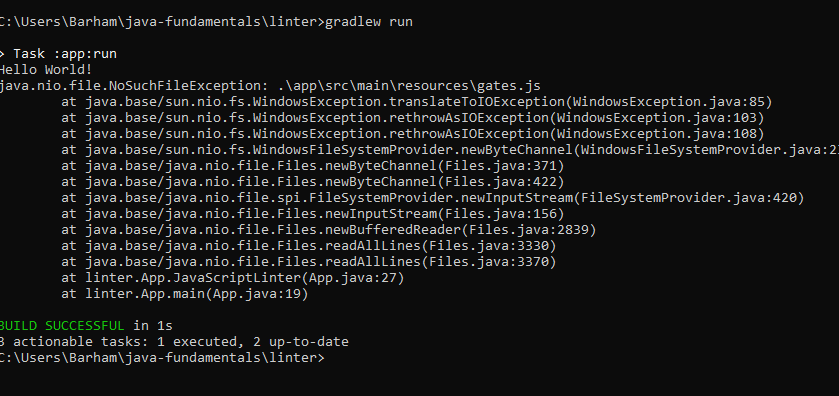 C:\Users\Barham\java-fundamentals\linter>gradlew run
> Task :app:run
Hello World!
java.nio.file.NoSuchFileException: .\app\src\main\resources\gates.js
at java.base/sun.nio.fs.WindowsException.translateToIOException(WindowsException.java:85)
at java.base/sun.nio.fs.WindowsException.rethrowAsIOException(WindowsException.java:103)
at java.base/sun.nio.fs.WindowsException.rethrowAsIOException(WindowsException.java:108)
at java.base/sun.nio.fs.WindowsFileSystemProvider.newByteChannel(WindowsFileSystemProvider.java:2
at java.base/java.nio.file.Files.newByteChannel(Files.java:371)
at java.base/java.nio.file.Files.newByteChannel(Files.java:422)
at java.base/java.nio.file.spi.FileSystemProvider.newInputStream(FileSystemProvider.java:420)
at java.base/java.nio.file.Files.newInputStream(Files.java:156)
at java.base/java.nio.file.Files.newBufferedReader(Files.java:2839)
at java.base/java.nio.file.Files.readAllLines(Files.java:3330)
at java.base/java.nio.file.Files.readAllLines(Files.java:3370)
at linter.App.JavaScriptLinter(App.java:27)
at linter.App.main(App.java:19)
BUILD SUCCESSFUL in 1s
3 actionable tasks: 1 executed, 2 up-to-date
C:\Users\Barham\java-fundamentals\linter>